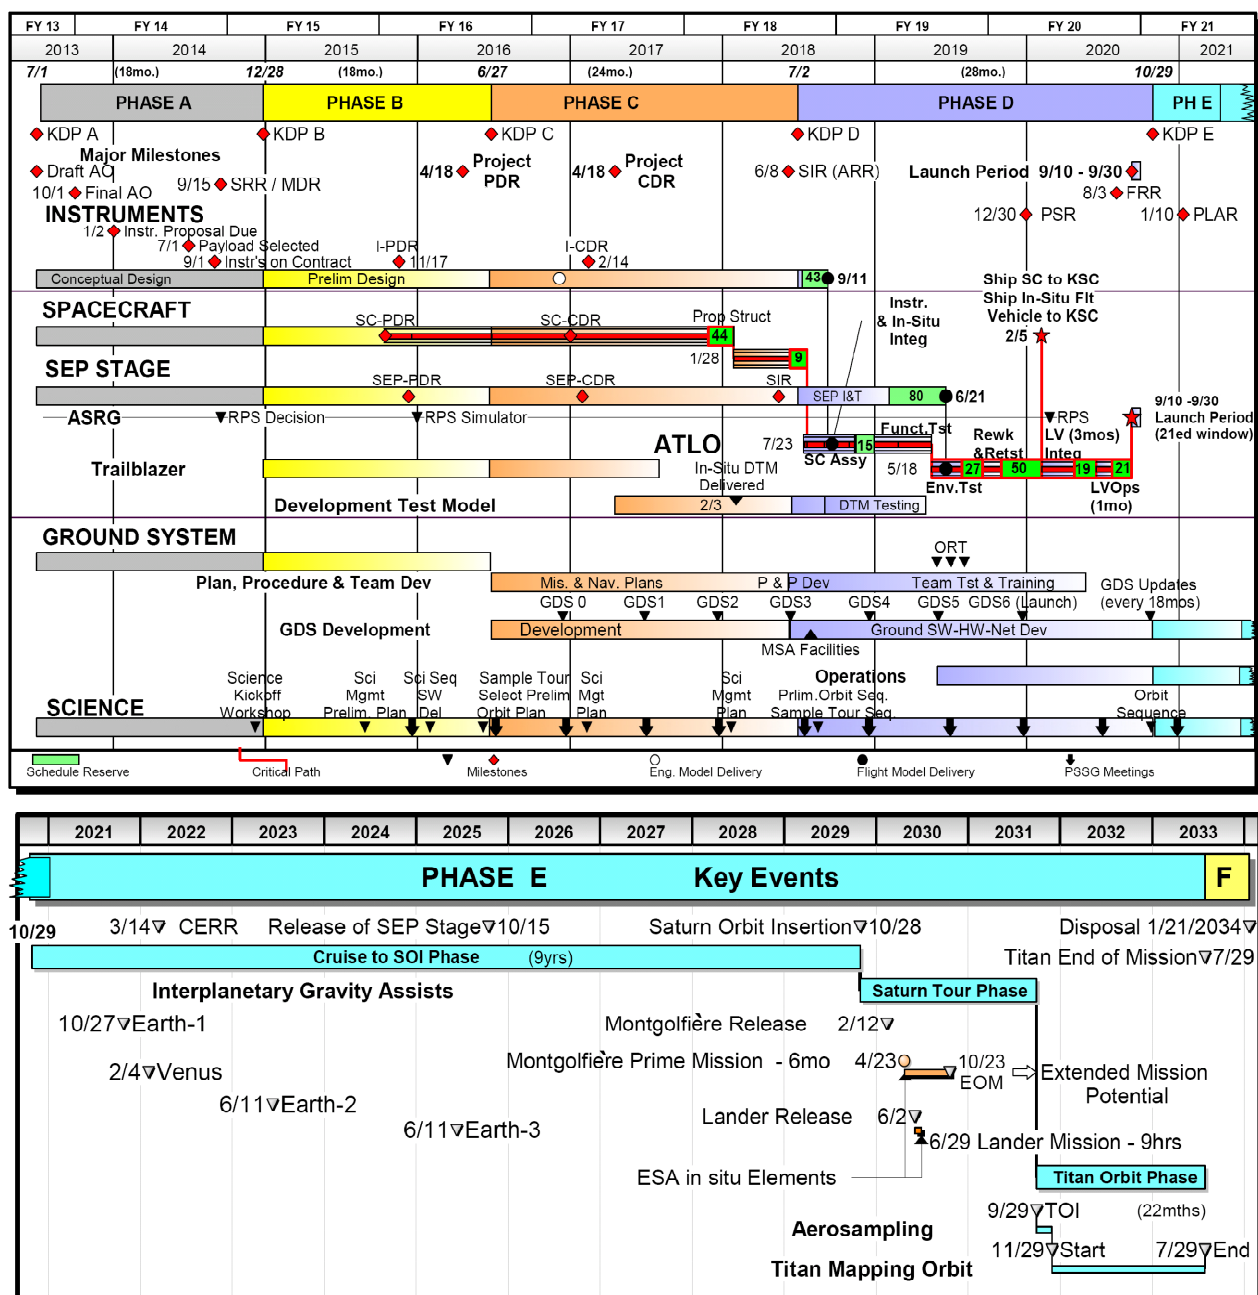 FY 13 FY 14 FY 15 FY 16 FY 17 FY 18 FY 19 FY 20 FY 21
2013 2014 2015 2016 2017 2018 2019 2020 2021
7/1 (18mo.) 12/28 (18mo.) 6/27 (24mo.) 7/2 (28mo.) 10/29
PHASE A PHASE B PHASE C PHASE D PH E
KDP A KDP B KDP C KDP D KDP E
Major Milestones
Draft AO 4/18 Project PDR 4/18 Project CDR 6/8 SIR (ARR) Launch Period 9/10 - 9/30
10/1 Final AO 9/15 SRR / MDR 8/3 FRR
INSTRUMENTS 12/30 PSR 1/10 PLAR
1/2 Instr. Proposal Due
7/1 Payload Selected I-PDR I-CDR
9/1 Instr's on Contract 11/17 2/14
Conceptual Design Prelim Design 43 9/11
Ship SC to KSC
Ship In-Situ Flt
Vehicle to KSC
2/5
Instr.
& In-Situ
Integ
SPACECRAFT
SC-PDR SC-CDR Prop Struct
44
1/28 9
SEP STAGE
SEP-PDR SEP-CDR SIR
SEP I&T 80 6/21
ASRG RPS Decision RPS Simulator RPS
9/10 -9/30
Launch Period
(21ed window)
ATLO 7/23 15 Funct.Tst
SC Assy
Rewk
&Retst
LV (3mos)
Integ
5/18 27 50 19 21
Env.Tst LVOps
(1mo)
Trailblazer
In-Situ DTM
Delivered
Development Test Model 2/3 DTM Testing
GROUND SYSTEM
ORT
Plan, Procedure & Team Dev Mis. & Nav. Plans P & P Dev Team Tst & Training
GDS Updates
(every 18mos)
GDS 0 GDS1 GDS2 GDS3 GDS4 GDS5 GDS6 (Launch)
GDS Development Development Ground SW-HW-Net Dev
MSA Facilities
Operations
SCIENCE
Science
Kickoff
Workshop
Sci
Mgmt
Prelim. Plan
Sci Seq
SW
Del
Sample Tour
Select Prelim
Orbit Plan
Sci
Mgt
Plan
Sci
Mgmt
Plan
Prlim.Orbit Seq.
Sample Tour Seq.
Orbit
Sequence
Schedule Reserve Critical Path Milestones Eng. Model Delivery Flight Model Delivery PSSG Meetings
2021 2022 2023 2024 2025 2026 2027 2028 2029 2030 2031 2032 2033
PHASE E Key Events F
10/29 3/14 CERR Release of SEP Stage 10/15 Saturn Orbit Insertion 10/28 Disposal 1/21/2034
Cruise to SOI Phase (9yrs) Titan End of Mission 7/29
Interplanetary Gravity Assists Saturn Tour Phase
10/27 Earth-1 Montgolfière Release 2/12
Montgolfière Prime Mission - 6mo 4/23 10/23
EOM
2/4 Venus Extended Mission
Potential
6/11 Earth-2
Lander Release 6/2
6/11 Earth-3
6/29 Lander Mission - 9hrs
ESA in situ Elements Titan Orbit Phase
9/29 TOI (22mths)
Aerosampling
11/29 Start 7/29 End
Titan Mapping Orbit